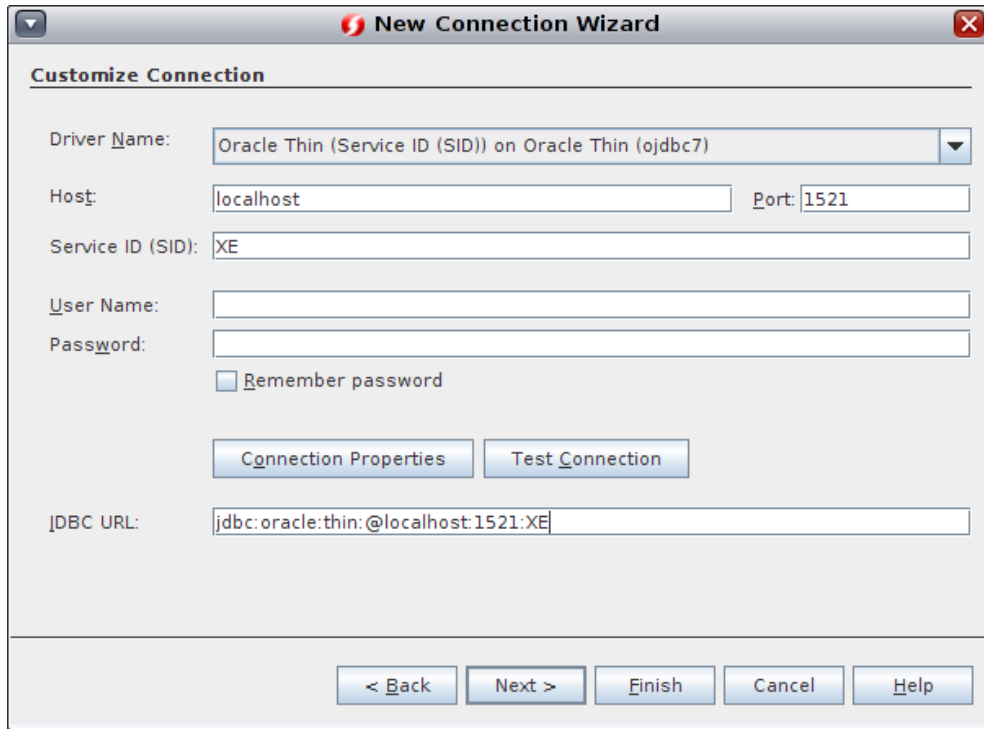 New Connection Wizard
Customize Connection
Driver Name: Oracle Thin (Service ID (SID)) on Oracle Thin (ojdbc7)
Host: localhost Port: 1521
Service ID (SID): XE
User Name:
Password:
Remember password
Connection Properties Test Connection
JDBC URL: jdbc:oracle:thin:@localhost:1521:XE
< Back Next > Finish Cancel Help